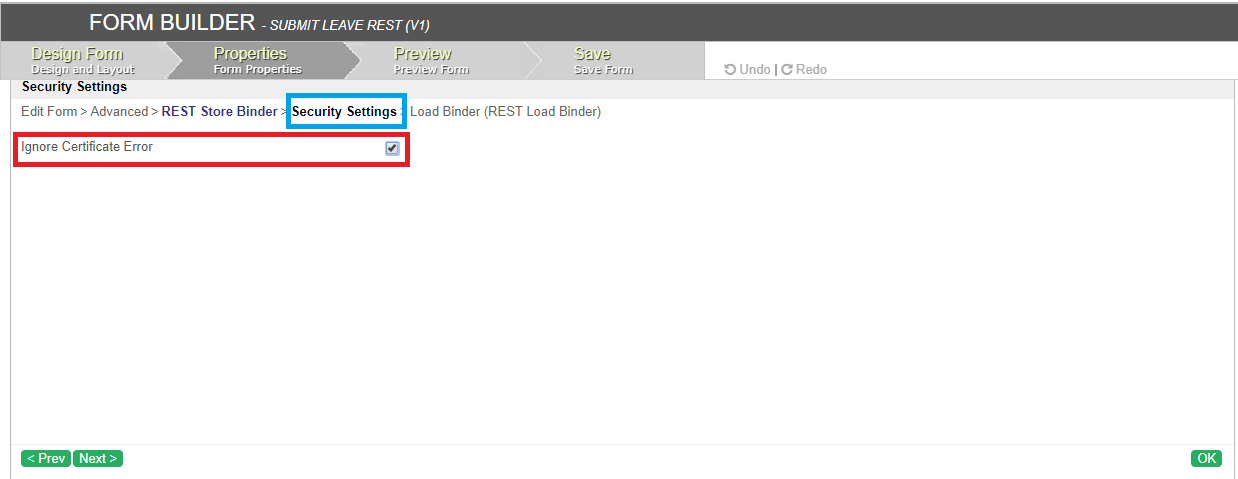 FORM BUILDER - SUBMIT LEAVE REST (V1)
Design Form Properties Preview Save
Design and Layout Form Properties Preview Form Save Form Undo | Redo
Security Settings
Edit Form > Advanced > REST Store Binder > Security Settings > Load Binder (REST Load Binder)
Ignore Certificate Error
< Prev Next > OK